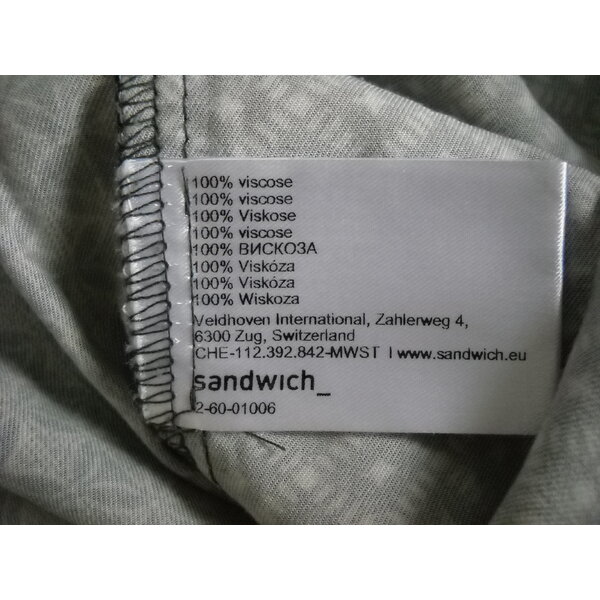 100% viscose
100% viscose
100% Viskose
100% viscose
100% ВИСКОЗА
100% Viskóza
100% Viskóza
100% Wiskoza
Veldhoven International, Zahlerweg 4,
6300 Zug, Switzerland
CHE-112.392.842-MWST I www.sandwich.eu
sandwich_
2-60-01006